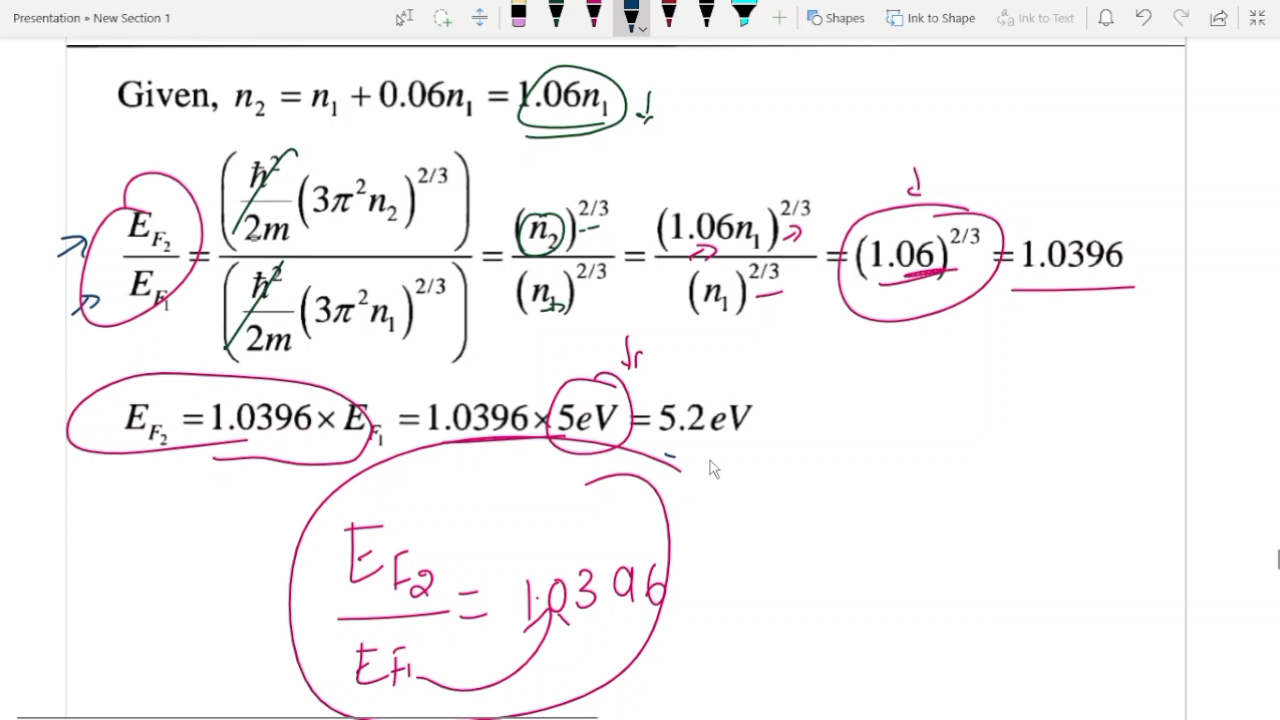 Presentation » New Section 1
Shapes
Ink to Shape
Ink to Text
Given, n₂ = n₁ + 0.06n₁ = 1.06n₁
E_F₂ / E_F₁ = (ħ²/2m (3π²n₂)^2/3) / (ħ²/2m (3π²n₁)^2/3) = (n₂)^2/3 / (n₁)^2/3 = (1.06n₁)^2/3 / (n₁)^2/3 = (1.06)^2/3 = 1.0396
E_F₂ = 1.0396 × E_F₁ = 1.0396 × 5eV = 5.2 eV
E_F2 / E_F1 = 1.0396